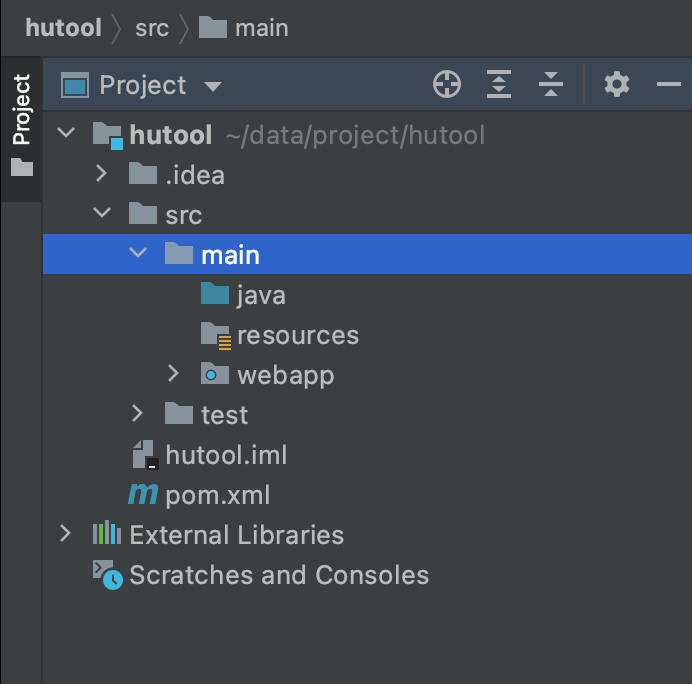 hutool src main
Project
Project
hutool ~/data/project/hutool
.idea
src
main
java
resources
webapp
test
hutool.iml
m pom.xml
External Libraries
Scratches and Consoles